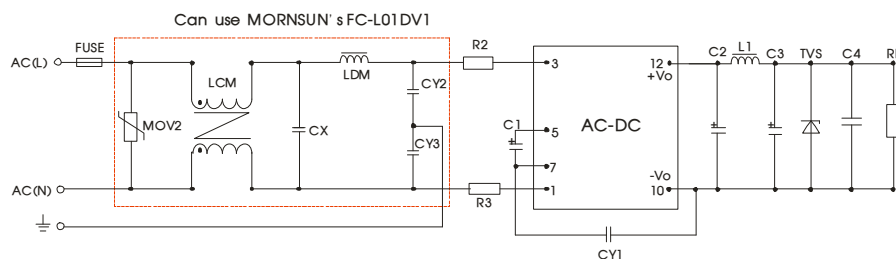 Can use MORNSUN' s FC-L01DV1
FUSE
AC(L)
LCM
LDM
MOV2
CX
CY2
CY3
AC(N)
R2
R3
C1
3
5
7
1
AC-DC
12
+Vo
-Vo
10
CY1
C2
L1
C3
TVS
C4